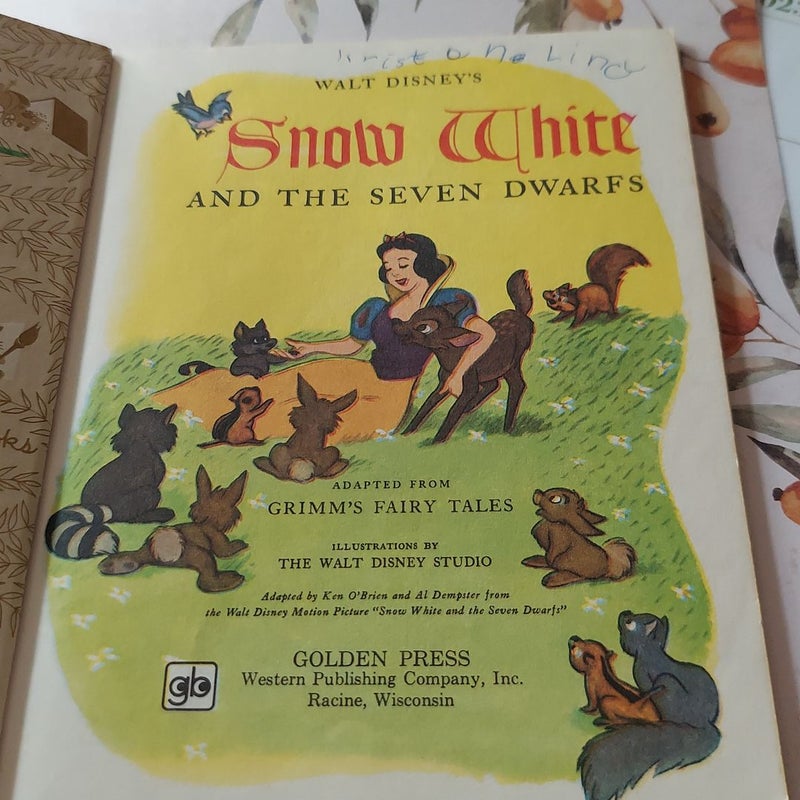 WALT DISNEY'S
Snow White
AND THE SEVEN DWARFS
ADAPTED FROM
GRIMM'S FAIRY TALES
ILLUSTRATIONS BY
THE WALT DISNEY STUDIO
Adapted by Ken O'Brien and Al Dempster from
the Walt Disney Motion Picture "Snow White and the Seven Dwarfs"
gb
GOLDEN PRESS
Western Publishing Company, Inc.
Racine, Wisconsin